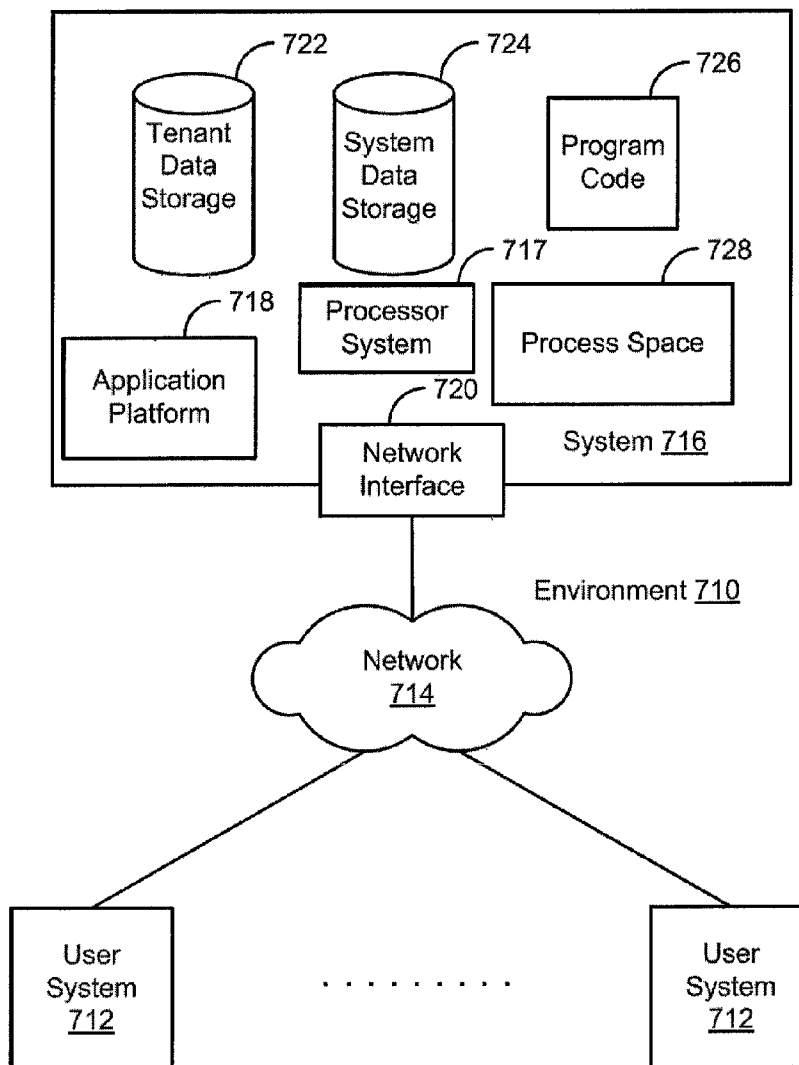 722
724
726
Tenant
Data
Storage
System
Data
Storage
Program
Code
717
728
718
Processor
System
Process Space
Application
Platform
720
Network
Interface
System 716
Environment 710
Network
714
User
System
712
. . . . . . . . .
User
System
712